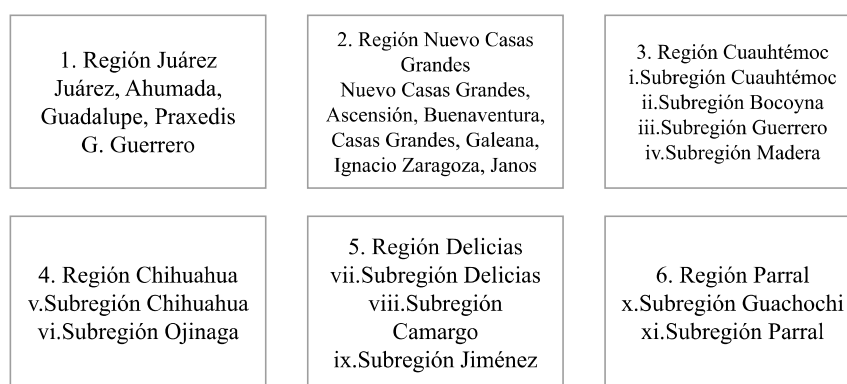 1. Región Juárez
Juárez, Ahumada,
Guadalupe, Praxedis
G. Guerrero
2. Región Nuevo Casas
Grandes
Nuevo Casas Grandes,
Ascensión, Buenaventura,
Casas Grandes, Galeana,
Ignacio Zaragoza, Janos
3. Región Cuauhtémoc
i.Subregión Cuauhtémoc
ii.Subregión Bocoyna
iii.Subregión Guerrero
iv.Subregión Madera
4. Región Chihuahua
v.Subregión Chihuahua
vi.Subregión Ojinaga
5. Región Delicias
vii.Subregión Delicias
viii.Subregión
Camargo
ix.Subregión Jiménez
6. Región Parral
x.Subregión Guachochi
xi.Subregión Parral